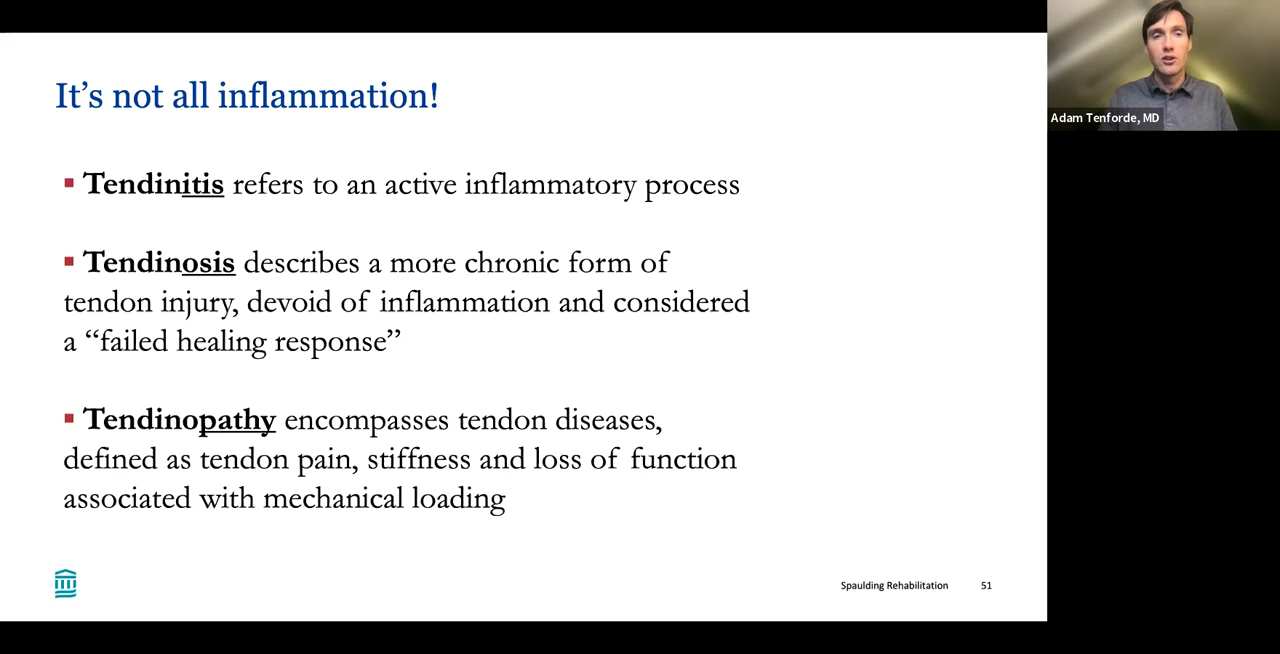 It's not all inflammation!
▪ Tendinitis refers to an active inflammatory process
▪ Tendinosis describes a more chronic form of
tendon injury, devoid of inflammation and considered
a “failed healing response”
▪ Tendinopathy encompasses tendon diseases,
defined as tendon pain, stiffness and loss of function
associated with mechanical loading
Spaulding Rehabilitation 51
Adam Tenforde, MD